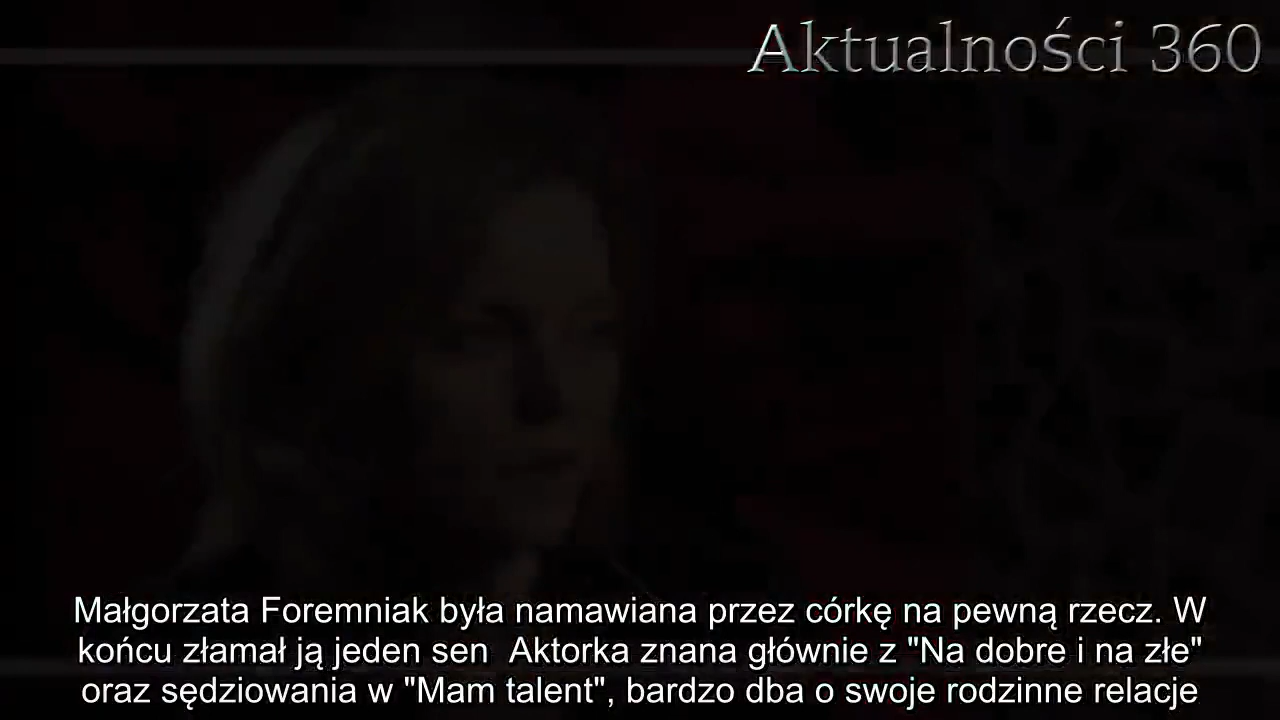 Aktualności 360
Małgorzata Foremniak była namawiana przez córkę na pewną rzecz. W
końcu złamał ją jeden sen  Aktorka znana głównie z "Na dobre i na złe"
oraz sędziowania w "Mam talent", bardzo dba o swoje rodzinne relacje